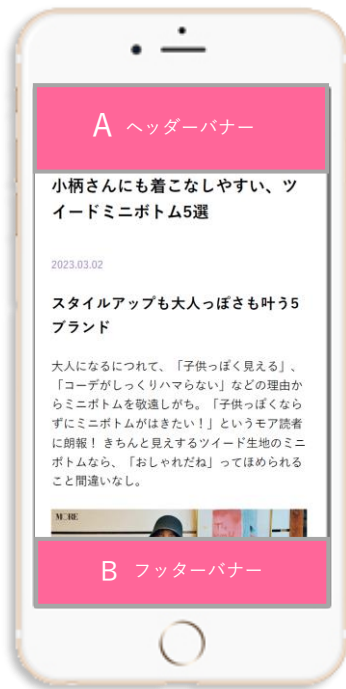 A ヘッダーバナー
小柄さんにも着こなしやすい、ツ
イードミニボトム5選
2023.03.02
スタイルアップも大人っぽさも叶う5
ブランド
大人になるにつれて、「子供っぽく見える」、
「コーデがしっくりハマらない」などの理由か
らミニボトムを敬遠しがち。「子供っぽくなら
ずにミニボトムがはきたい！」というモア読者
に朗報！ きちんと見えするツイード生地のミニ
ボトムなら、「おしゃれだね」ってほめられる
こと間違いなし。
MORE
B フッターバナー